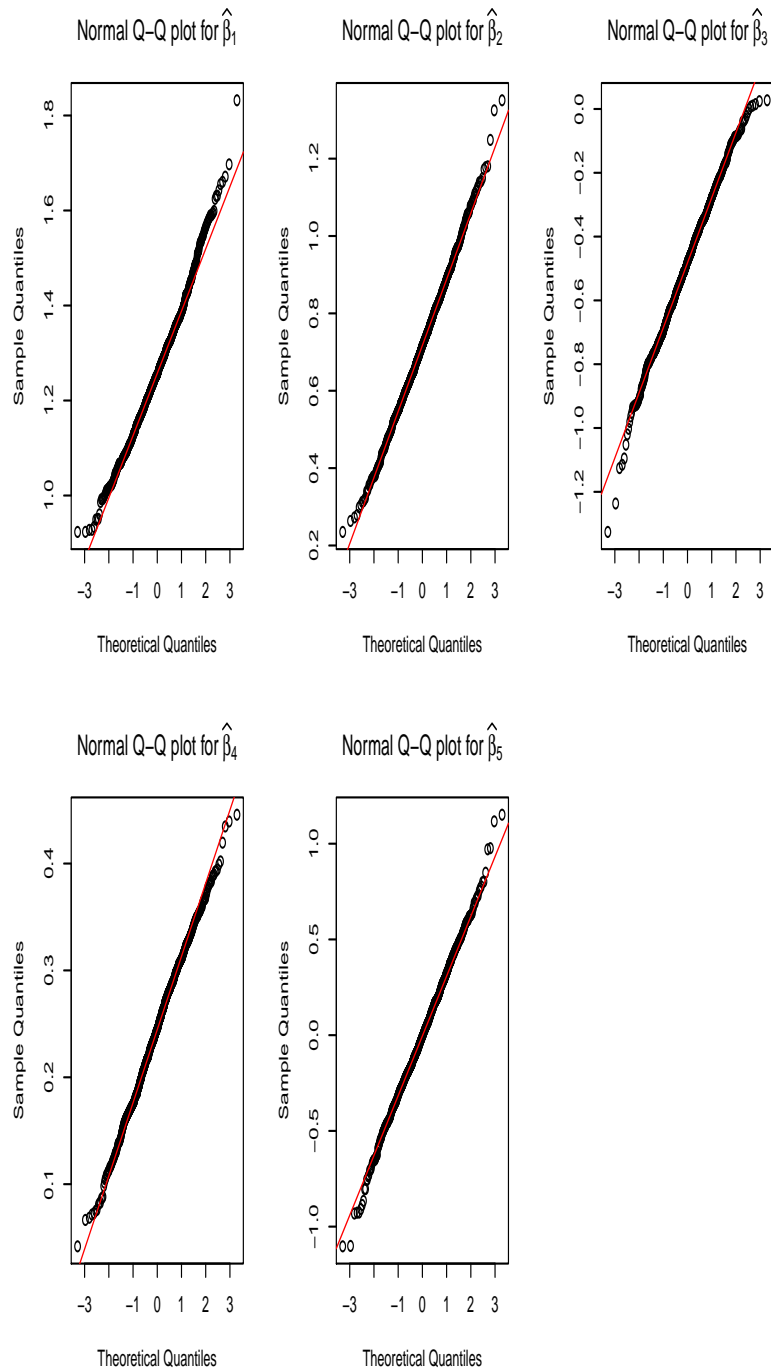 Normal Q−Q plot for β̂₁
Sample Quantiles
1.0 1.2 1.4 1.6 1.8
−3 −2 −1 0 1 2 3
Theoretical Quantiles
Normal Q−Q plot for β̂₂
Sample Quantiles
0.2 0.4 0.6 0.8 1.0 1.2
−3 −1 0 1 2 3
Theoretical Quantiles
Normal Q−Q plot for β̂₃
Sample Quantiles
−1.2 −1.0 −0.8 −0.6 −0.4 −0.2 0.0
−3 −1 0 1 2 3
Theoretical Quantiles
Normal Q−Q plot for β̂₄
Sample Quantiles
0.1 0.2 0.3 0.4
−3 −1 0 1 2 3
Theoretical Quantiles
Normal Q−Q plot for β̂₅
Sample Quantiles
−1.0 −0.5 0.0 0.5 1.0
−3 −1 0 1 2 3
Theoretical Quantiles